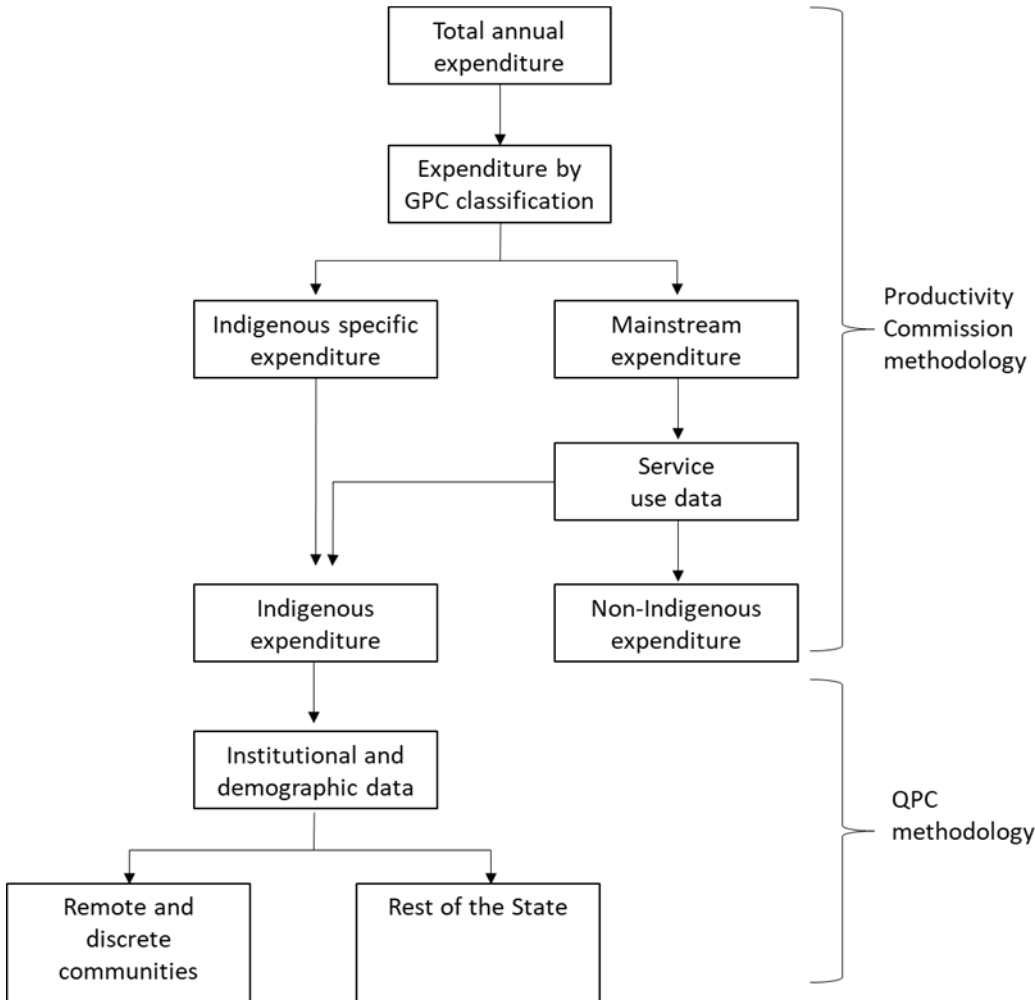 Total annual
expenditure
Expenditure by
GPC classification
Indigenous specific
expenditure
Mainstream
expenditure
Productivity
Commission
methodology
Service
use data
Indigenous
expenditure
Non-Indigenous
expenditure
Institutional and
demographic data
QPC
methodology
Remote and
discrete
communities
Rest of the State